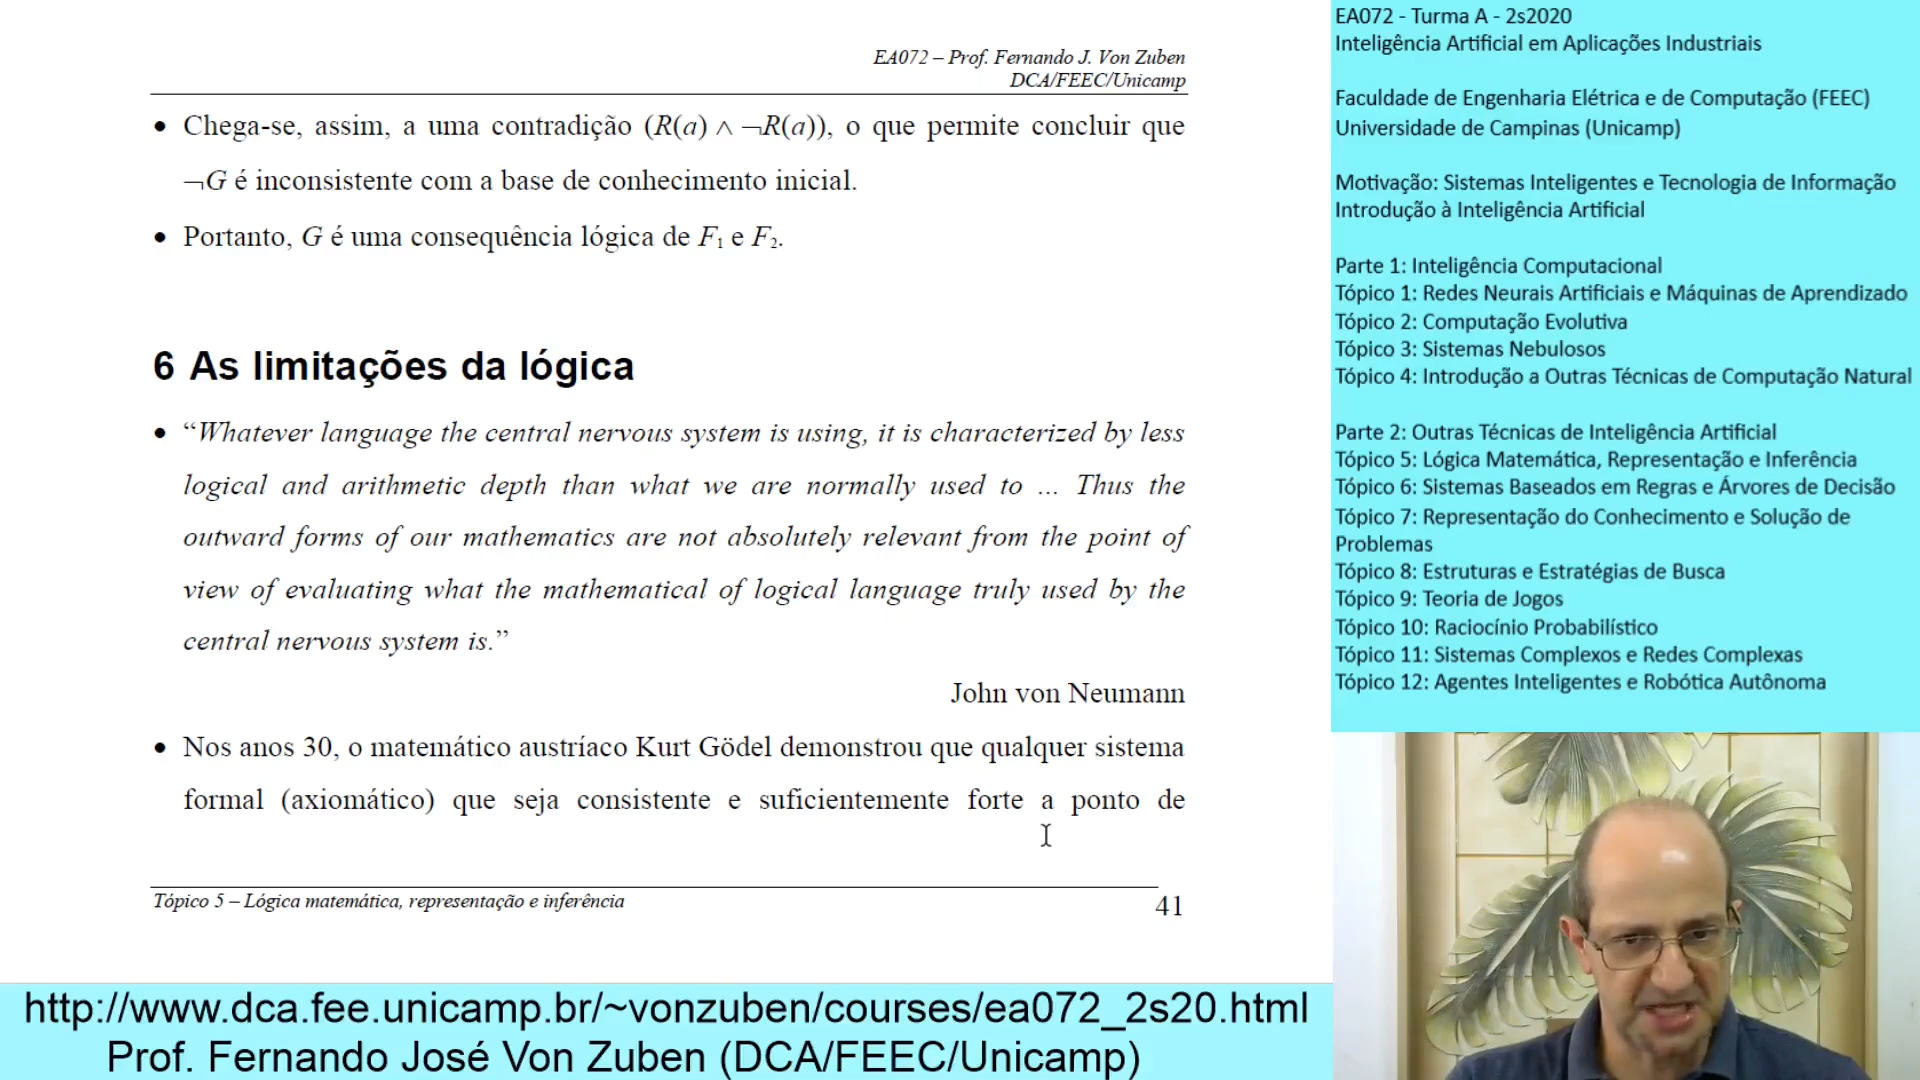 EA072 – Prof. Fernando J. Von Zuben
DCA/FEEC/Unicamp
• Chega-se, assim, a uma contradição (R(a) ∧ ¬R(a)), o que permite concluir que
¬G é inconsistente com a base de conhecimento inicial.
• Portanto, G é uma consequência lógica de F₁ e F₂.
6 As limitações da lógica
• “Whatever language the central nervous system is using, it is characterized by less
logical and arithmetic depth than what we are normally used to ... Thus the
outward forms of our mathematics are not absolutely relevant from the point of
view of evaluating what the mathematical of logical language truly used by the
central nervous system is.”
John von Neumann
• Nos anos 30, o matemático austríaco Kurt Gödel demonstrou que qualquer sistema
formal (axiomático) que seja consistente e suficientemente forte a ponto de
Tópico 5 – Lógica matemática, representação e inferência
41
http://www.dca.fee.unicamp.br/~vonzuben/courses/ea072_2s20.html
Prof. Fernando José Von Zuben (DCA/FEEC/Unicamp)
EA072 - Turma A - 2s2020
Inteligência Artificial em Aplicações Industriais
Faculdade de Engenharia Elétrica e de Computação (FEEC)
Universidade de Campinas (Unicamp)
Motivação: Sistemas Inteligentes e Tecnologia de Informação
Introdução à Inteligência Artificial
Parte 1: Inteligência Computacional
Tópico 1: Redes Neurais Artificiais e Máquinas de Aprendizado
Tópico 2: Computação Evolutiva
Tópico 3: Sistemas Nebulosos
Tópico 4: Introdução a Outras Técnicas de Computação Natural
Parte 2: Outras Técnicas de Inteligência Artificial
Tópico 5: Lógica Matemática, Representação e Inferência
Tópico 6: Sistemas Baseados em Regras e Árvores de Decisão
Tópico 7: Representação do Conhecimento e Solução de
Problemas
Tópico 8: Estruturas e Estratégias de Busca
Tópico 9: Teoria de Jogos
Tópico 10: Raciocínio Probabilístico
Tópico 11: Sistemas Complexos e Redes Complexas
Tópico 12: Agentes Inteligentes e Robótica Autônoma